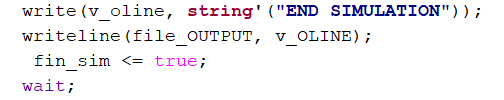 write(v_oline, string'("END SIMULATION"));
writeline(file_OUTPUT, v_OLINE);
fin_sim <= true;
wait;